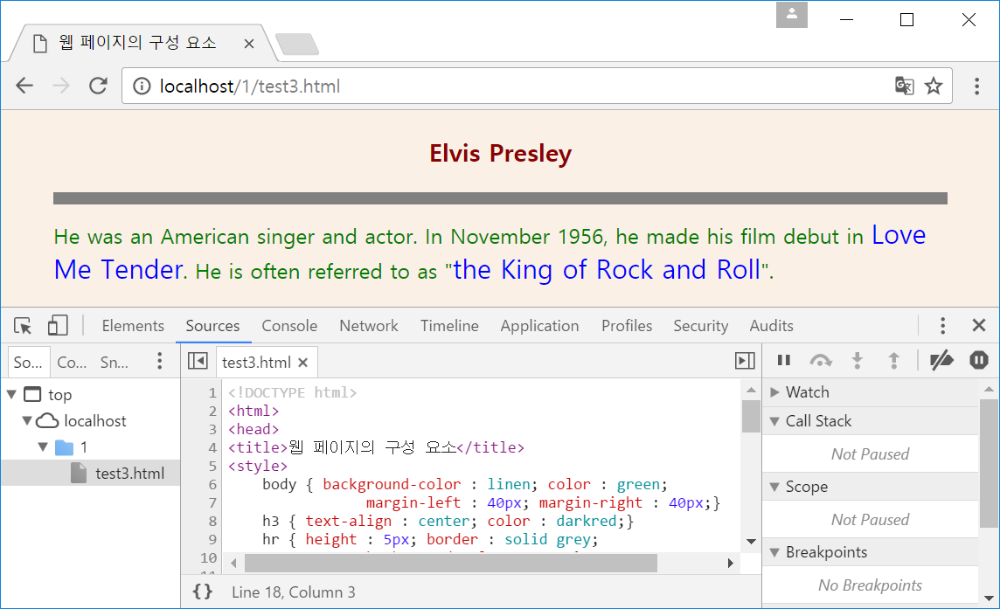 웹 페이지의 구성 요소
localhost/1/test3.html
Elvis Presley
He was an American singer and actor. In November 1956, he made his film debut in Love
Me Tender. He is often referred to as "the King of Rock and Roll".
Elements Sources Console Network Timeline Application Profiles Security Audits
So... Co... Sn... test3.html
top
localhost
1
test3.html
1 <!DOCTYPE html>
2 <html>
3 <head>
4 <title>웹 페이지의 구성 요소</title>
5 <style>
6 body { background-color : linen; color : green;
7 margin-left : 40px; margin-right : 40px;}
8 h3 { text-align : center; color : darkred;}
9 hr { height : 5px; border : solid grey;
10
{} Line 18, Column 3
Watch
Call Stack
Not Paused
Scope
Not Paused
Breakpoints
No Breakpoints